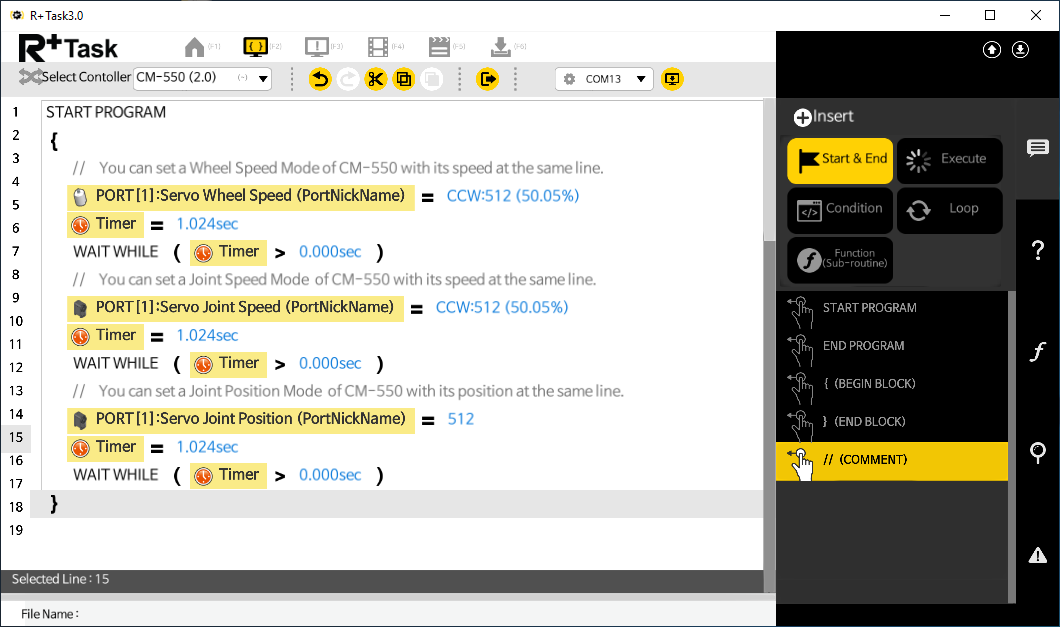 R+ Task3.0
R+Task (F1) (F2) (F3) (F4) (F5) (F6)
Select Contoller CM-550 (2.0) (-) COM13
1 START PROGRAM
2 {
3 // You can set a Wheel Speed Mode of CM-550 with its speed at the same line.
4 PORT[1]:Servo Wheel Speed (PortNickName) = CCW:512 (50.05%)
5 Timer = 1.024sec
6 WAIT WHILE ( Timer > 0.000sec )
7 // You can set a Joint Speed Mode of CM-550 with its speed at the same line.
8 PORT[1]:Servo Joint Speed (PortNickName) = CCW:512 (50.05%)
9 Timer = 1.024sec
10 WAIT WHILE ( Timer > 0.000sec )
11 // You can set a Joint Position Mode of CM-550 with its position at the same line.
12 PORT[1]:Servo Joint Position (PortNickName) = 512
13 Timer = 1.024sec
14 WAIT WHILE ( Timer > 0.000sec )
15 }
16
17
18
19
Selected Line : 15
File Name :
Insert
Start & End
Execute
Condition
Loop
Function
(Sub-routine)
START PROGRAM
END PROGRAM
{ (BEGIN BLOCK)
} (END BLOCK)
// (COMMENT)